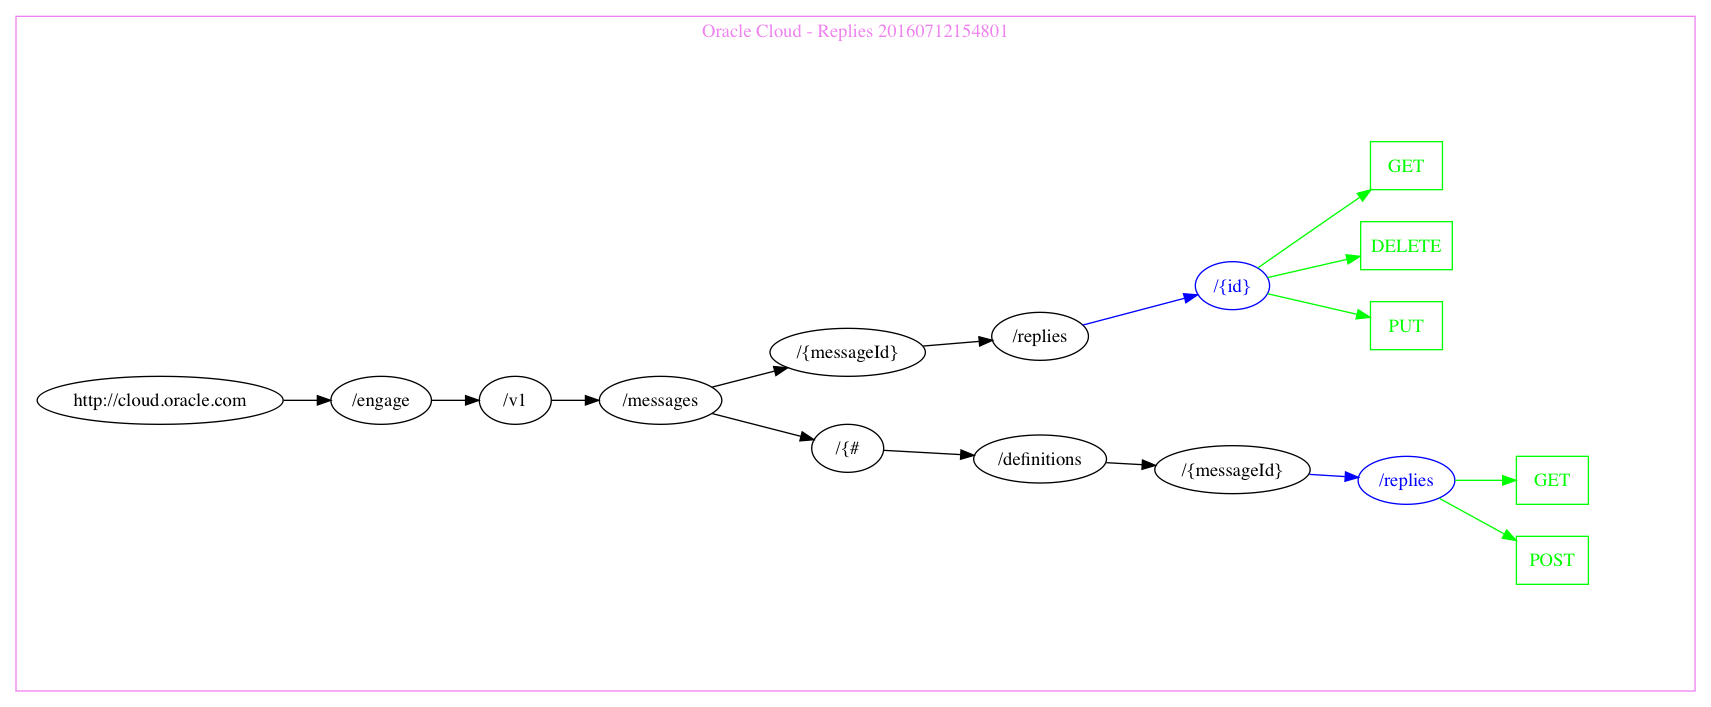 Oracle Cloud - Replies 20160712154801
GET
DELETE
/{id}
PUT
/replies
/{messageId}
http://cloud.oracle.com
/engage
/v1
/messages
/{#
/definitions
/{messageId}
/replies
GET
POST